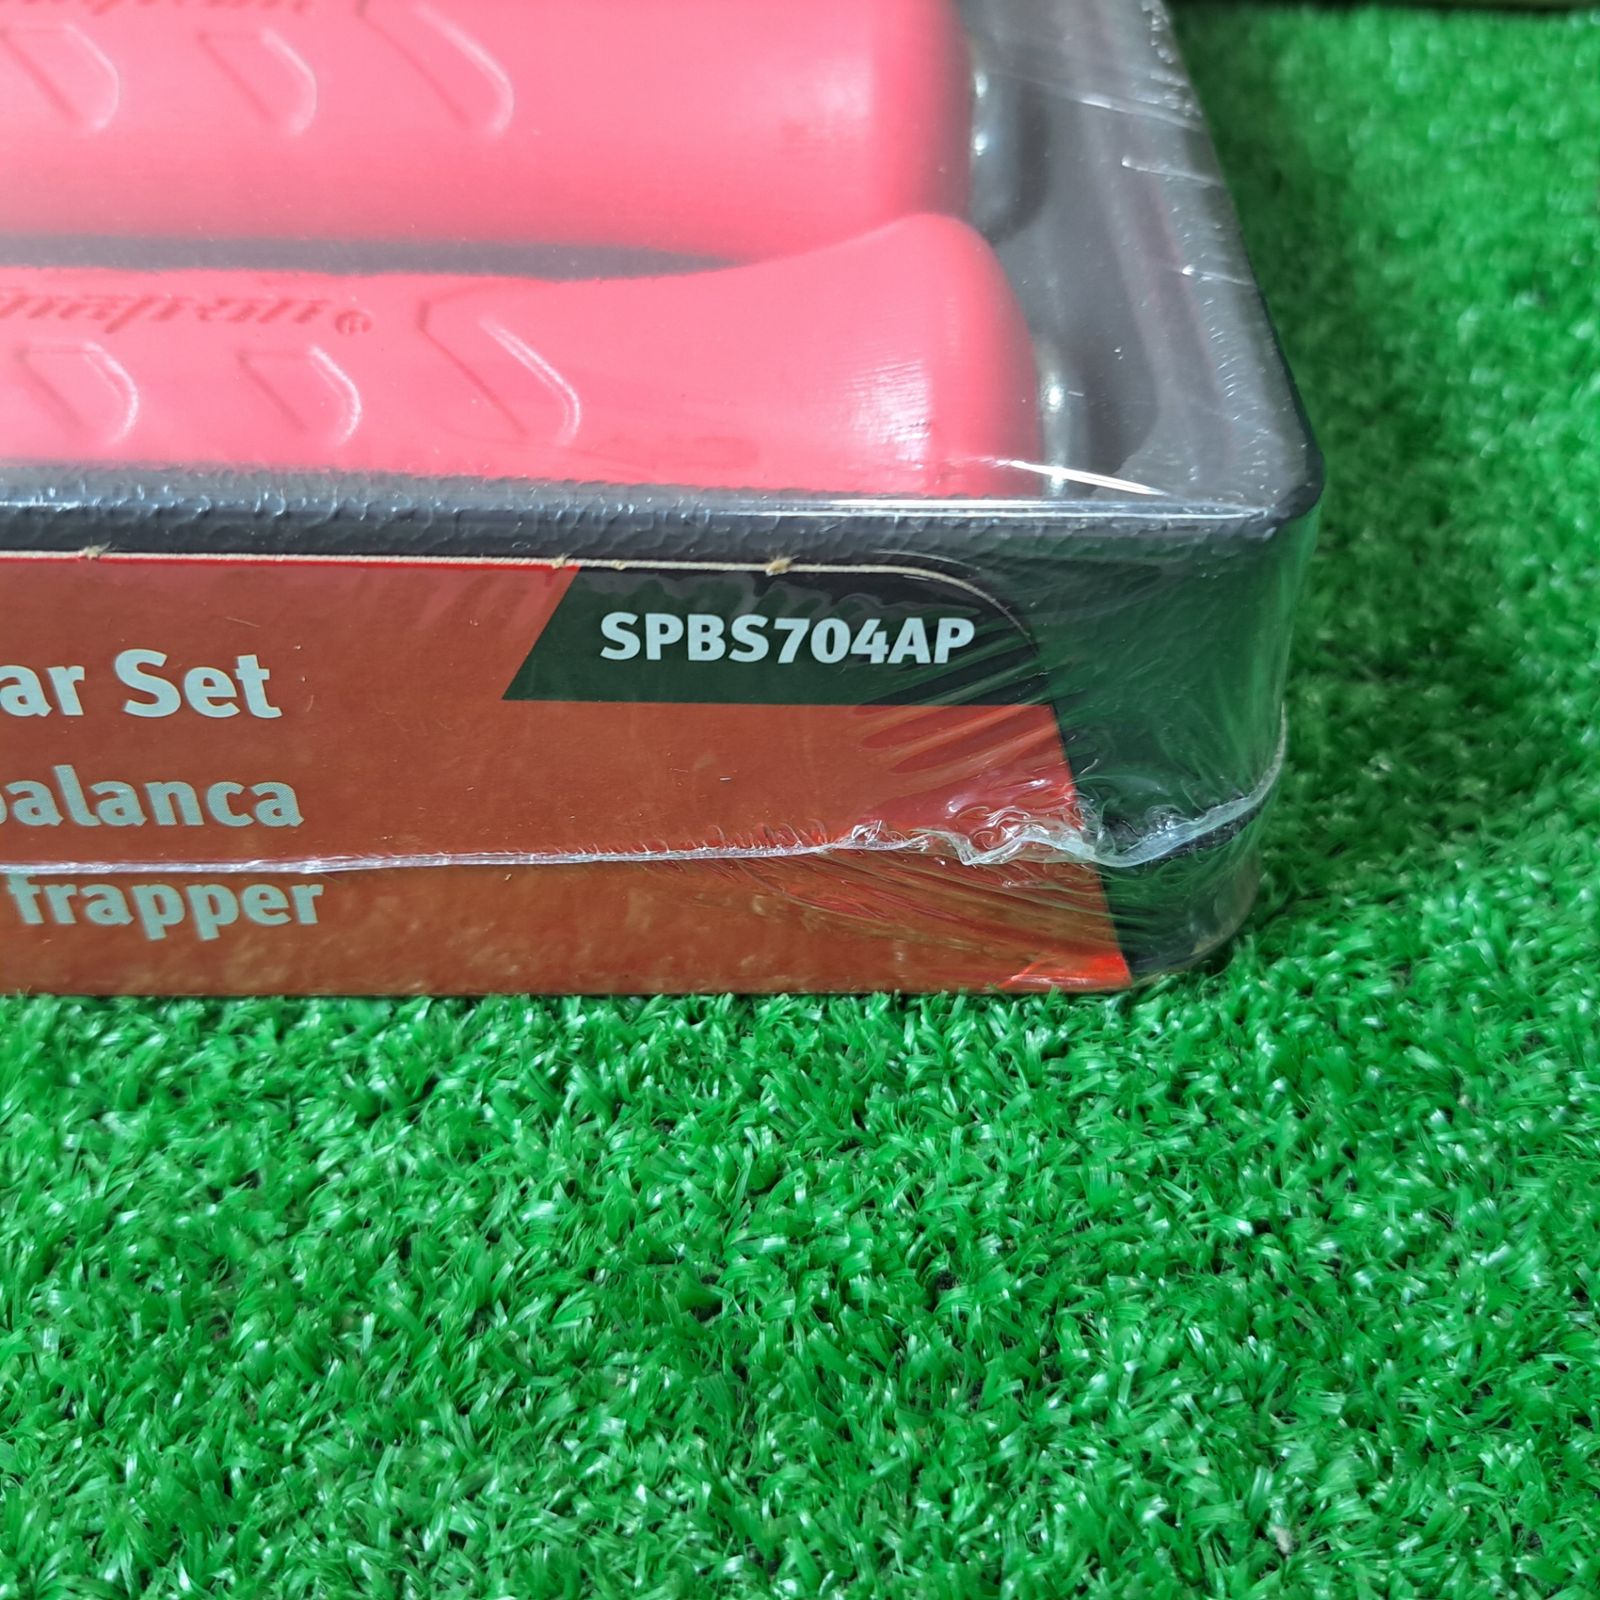 SPBS704AP
ar Set
balanca
frapper